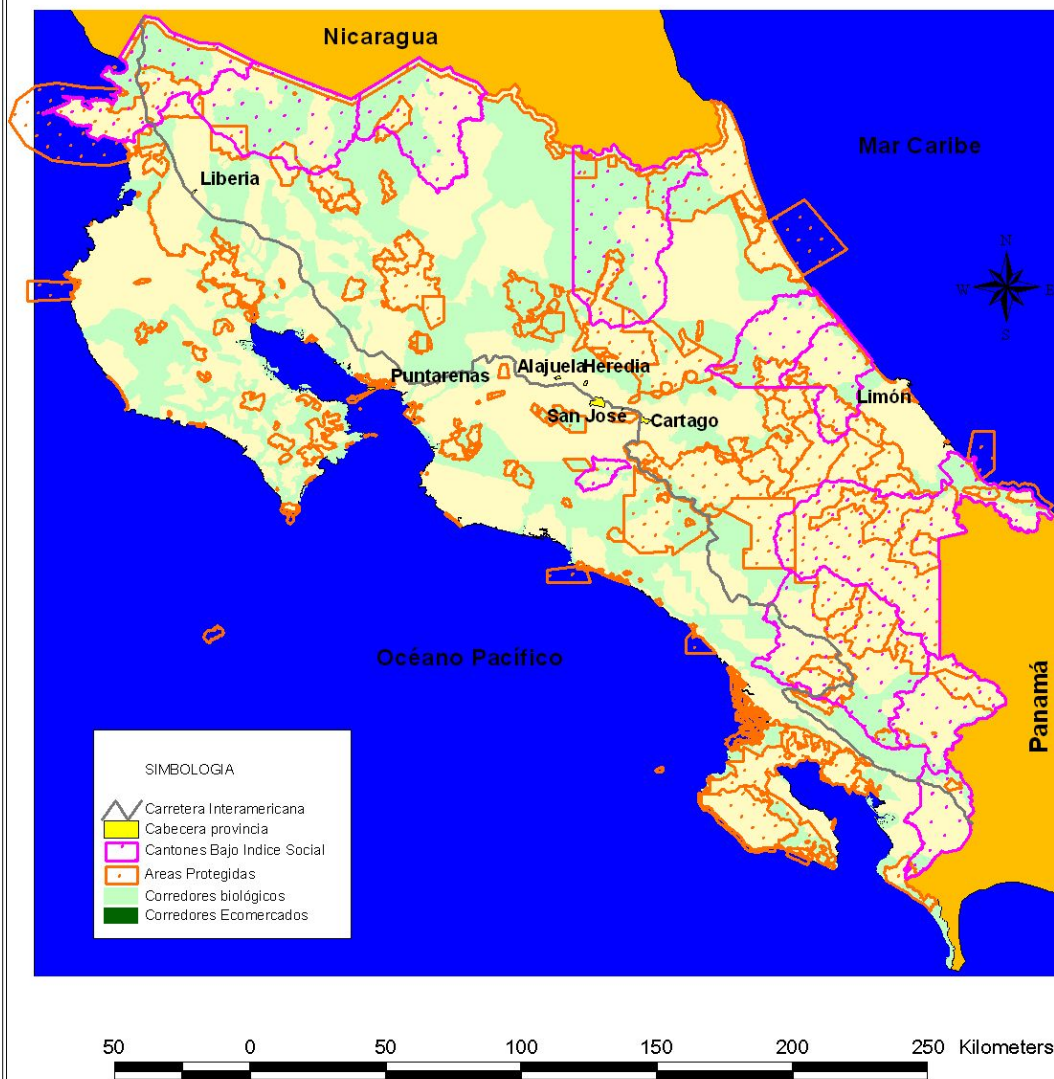 Nicaragua
Mar Caribe
Liberia
N
W E
S
Puntarenas
Alajuela Heredia
San José
Cartago
Limón
Océano Pacífico
Panamá
SIMBOLOGIA
Carretera Interamericana
Cabecera provincia
Cantones Bajo Indice Social
Areas Protegidas
Corredores biológicos
Corredores Ecomercados
50 0 50 100 150 200 250 Kilometers